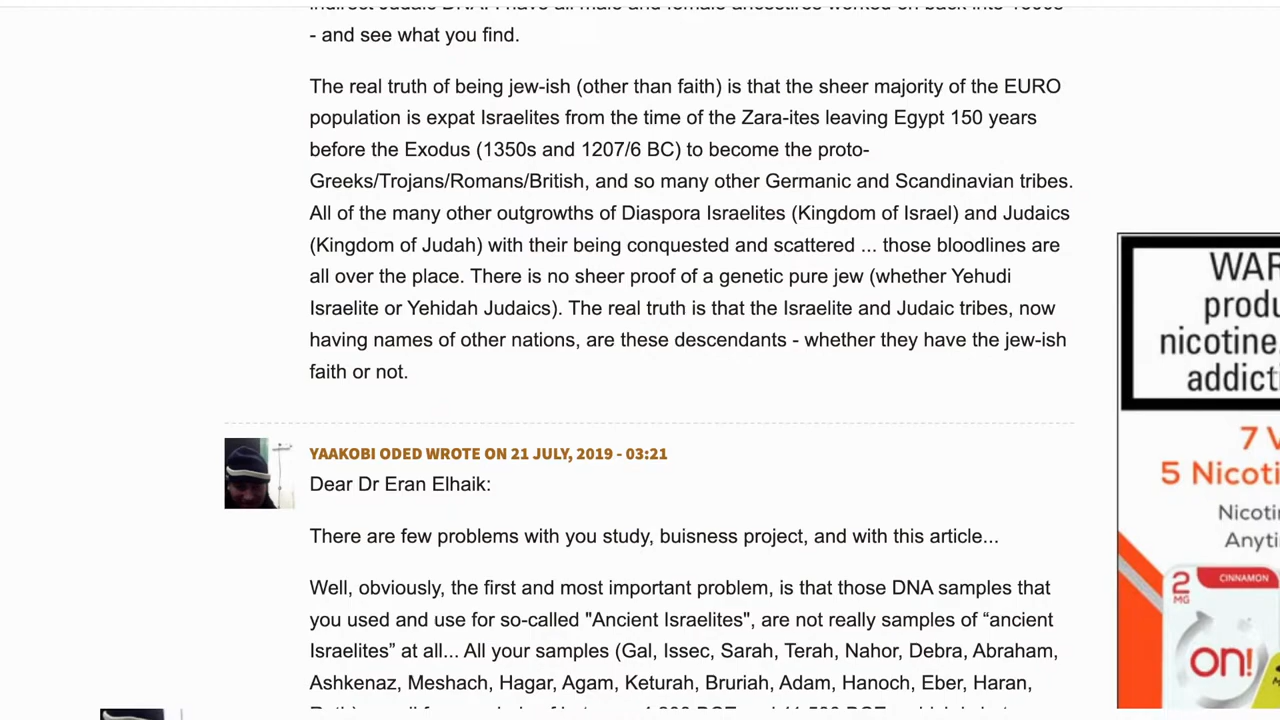 - and see what you find.
The real truth of being jew-ish (other than faith) is that the sheer majority of the EURO
population is expat Israelites from the time of the Zara-ites leaving Egypt 150 years
before the Exodus (1350s and 1207/6 BC) to become the proto-
Greeks/Trojans/Romans/British, and so many other Germanic and Scandinavian tribes.
All of the many other outgrowths of Diaspora Israelites (Kingdom of Israel) and Judaics
(Kingdom of Judah) with their being conquested and scattered ... those bloodlines are
all over the place. There is no sheer proof of a genetic pure jew (whether Yehudi
Israelite or Yehidah Judaics). The real truth is that the Israelite and Judaic tribes, now
having names of other nations, are these descendants - whether they have the jew-ish
faith or not.
YAAKOBI ODED WROTE ON 21 JULY, 2019 - 03:21
Dear Dr Eran Elhaik:
There are few problems with you study, buisness project, and with this article...
Well, obviously, the first and most important problem, is that those DNA samples that
you used and use for so-called "Ancient Israelites", are not really samples of “ancient
Israelites” at all... All your samples (Gal, Issec, Sarah, Terah, Nahor, Debra, Abraham,
Ashkenaz, Meshach, Hagar, Agam, Keturah, Bruriah, Adam, Hanoch, Eber, Haran,
WAR
produ
nicotine.
addicti
7 V
5 Nicoti
Nicotin
Anyti
2
MG
CINNAMON
on!